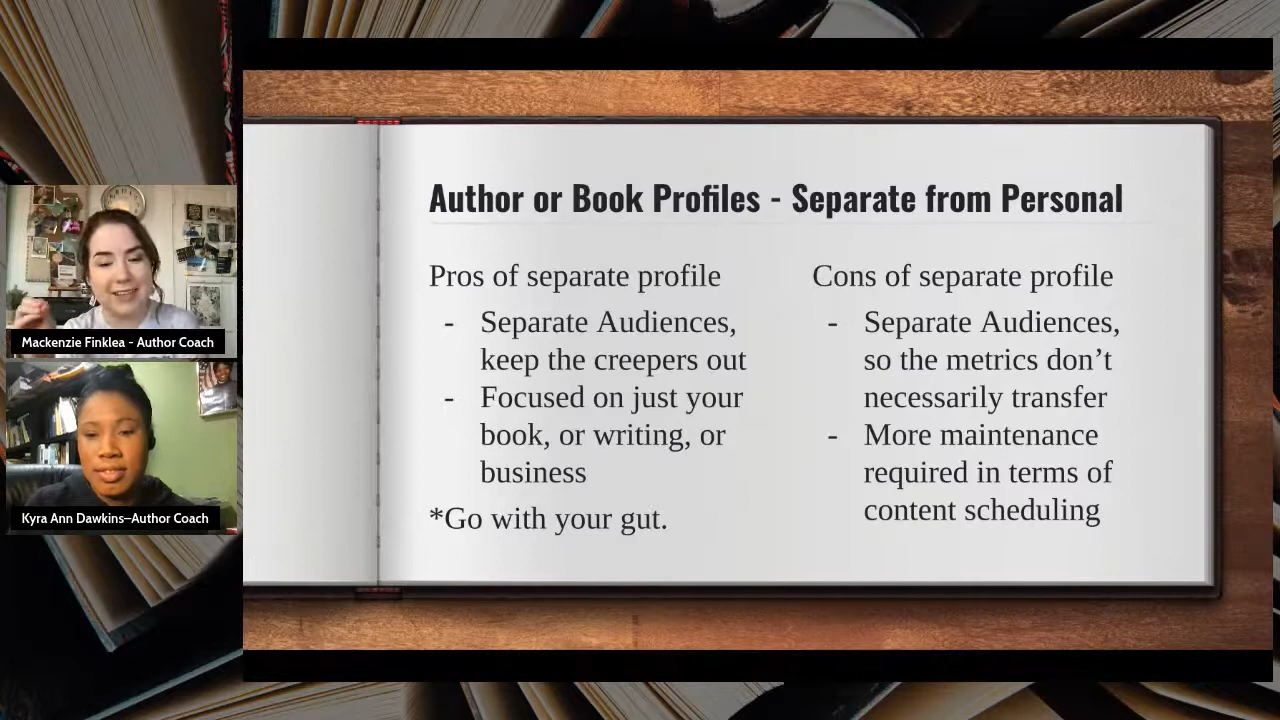 Author or Book Profiles - Separate from Personal
Pros of separate profile
- Separate Audiences,
keep the creepers out
- Focused on just your
book, or writing, or
business
*Go with your gut.
Cons of separate profile
- Separate Audiences,
so the metrics don’t
necessarily transfer
- More maintenance
required in terms of
content scheduling
Mackenzie Finklea - Author Coach
Kyra Ann Dawkins–Author Coach